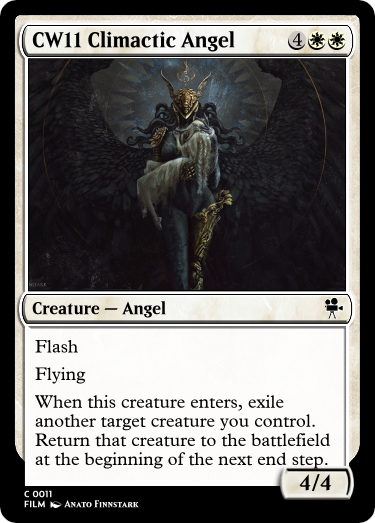 CW11 Climactic Angel 4
Creature — Angel
Flash
Flying
When this creature enters, exile
another target creature you control.
Return that creature to the battlefield
at the beginning of the next end step.
4/4
C 0011
FILM Anato Finnstark